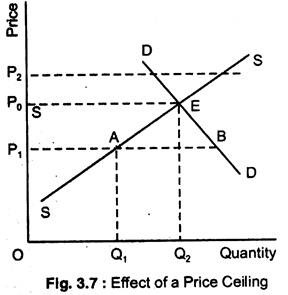 Price
D
S
P2
P0
S
E
P1
A
B
D
S
O
Q1
Q2
Quantity
Fig. 3.7 : Effect of a Price Ceiling